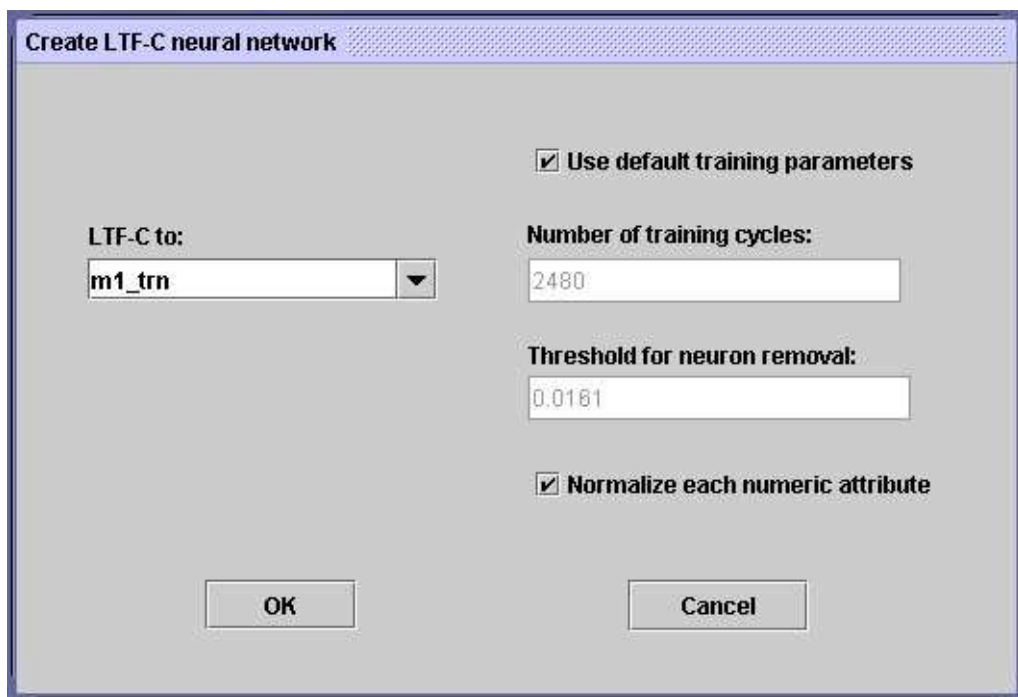 Create LTF-C neural network
Use default training parameters
LTF-C to:
Number of training cycles:
m1_trn
2480
Threshold for neuron removal:
0.0161
Normalize each numeric attribute
OK
Cancel